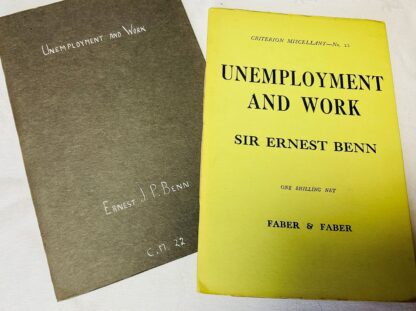 UNEMPLOYMENT AND WORK
ERNEST J. P. BENN
C.M. 22
CRITERION MISCELLANY—No. 22
UNEMPLOYMENT
AND WORK
SIR ERNEST BENN
ONE SHILLING NET
FABER & FABER